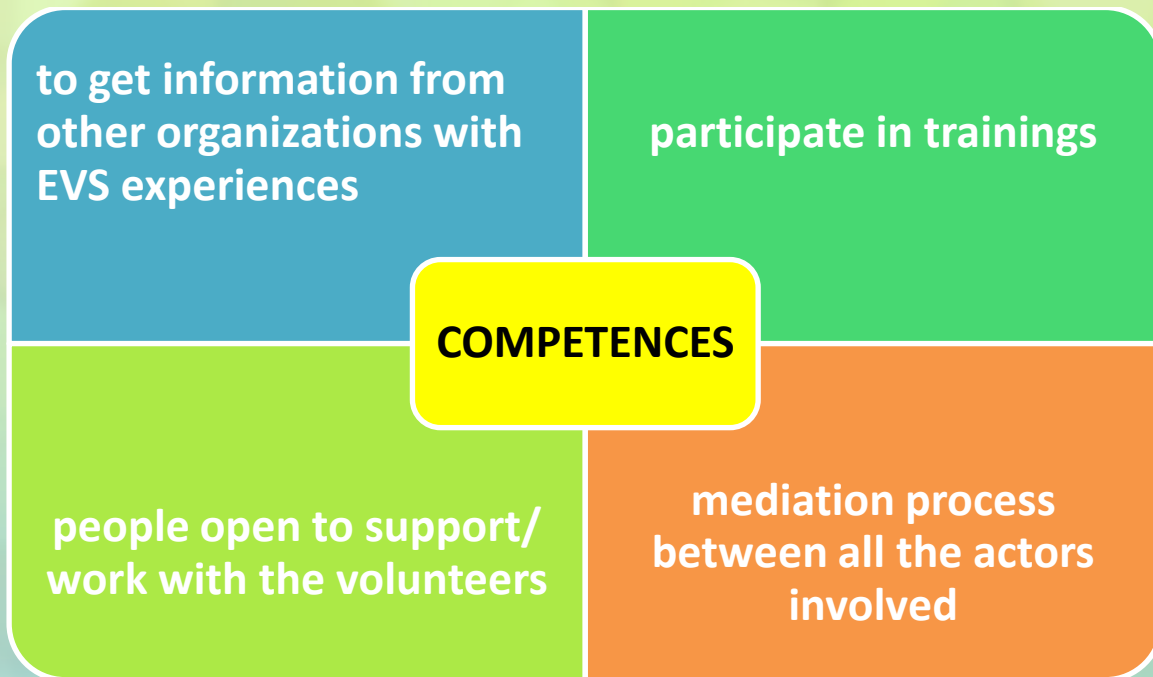 to get information from
other organizations with
EVS experiences
participate in trainings
COMPETENCES
people open to support/
work with the volunteers
mediation process
between all the actors
involved